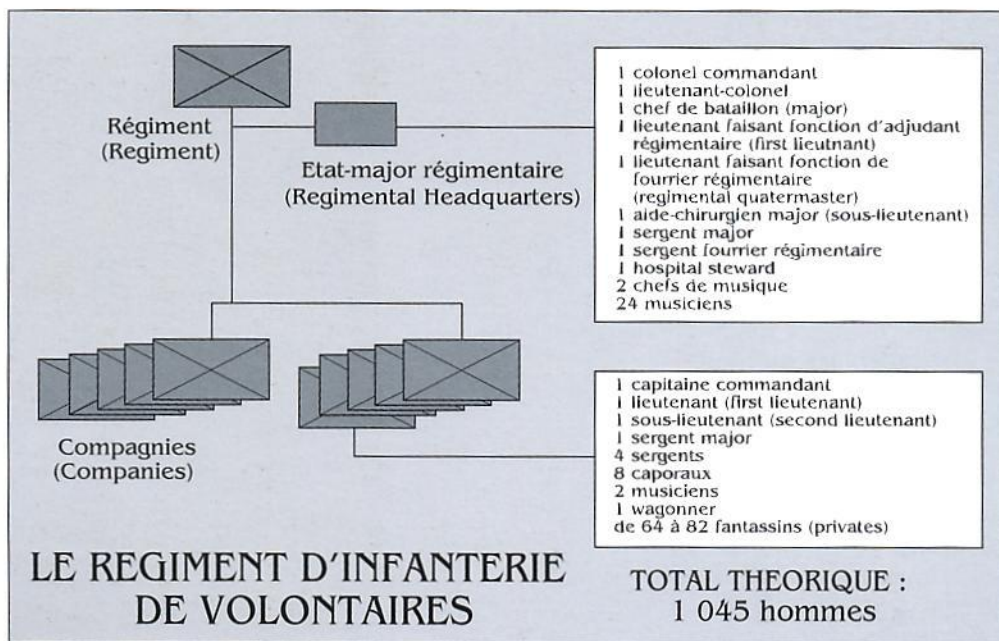 Régiment
(Regiment)
Etat-major régimentaire
(Regimental Headquarters)
1 colonel commandant
1 lieutenant-colonel
1 chef de bataillon (major)
1 lieutenant faisant fonction d'adjudant
régimentaire (first lieutnant)
1 lieutenant faisant fonction de
fourrier régimentaire
(regimental quatermaster)
1 aide-chirurgien major (sous-lieutenant)
1 sergent major
1 sergent fourrier régimentaire
1 hospital steward
2 chefs de musique
24 musiciens
Compagnies
(Companies)
1 capitaine commandant
1 lieutenant (first lieutenant)
1 sous-lieutenant (second lieutenant)
1 sergent major
4 sergents
8 caporaux
2 musiciens
1 wagonner
de 64 à 82 fantassins (privates)
LE REGIMENT D'INFANTERIE
DE VOLONTAIRES
TOTAL THEORIQUE :
1 045 hommes